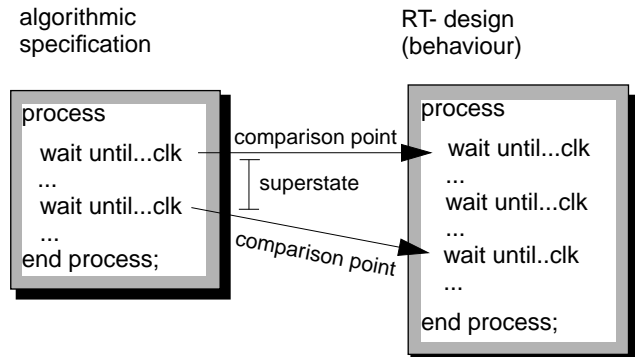 algorithmic
specification
process
wait until...clk
...
wait until...clk
...
end process;
comparison point
superstate
comparison point
RT- design
(behaviour)
process
wait until...clk
...
wait until...clk
...
wait until..clk
...
end process;